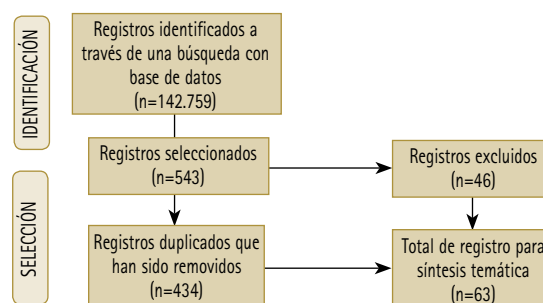 IDENTIFICACIÓN
Registros identificados a
través de una búsqueda con
base de datos
(n=142.759)
Registros seleccionados
(n=543)
Registros excluidos
(n=46)
SELECCIÓN
Registros duplicados que
han sido removidos
(n=434)
Total de registro para
síntesis temática
(n=63)